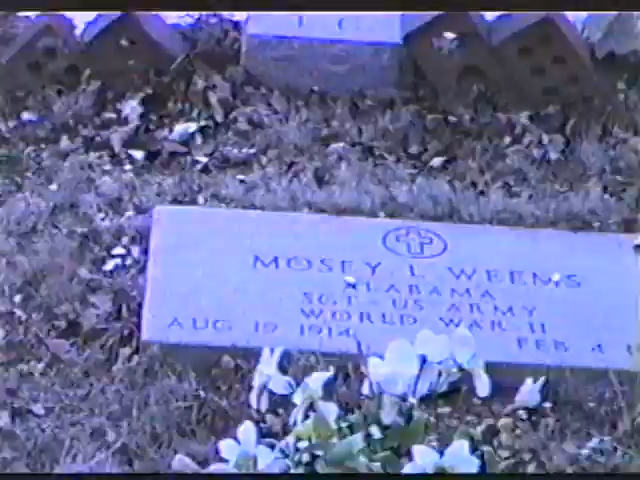 MOSEY L WEEMS
ALABAMA
SGT US ARMY
WORLD WAR II
AUG 19 1914 FEB 4